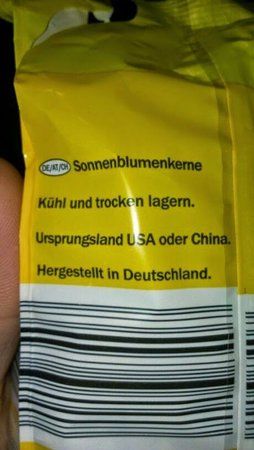 DE/AT/CH Sonnenblumenkerne
Kühl und trocken lagern.
Ursprungsland USA oder China.
Hergestellt in Deutschland.